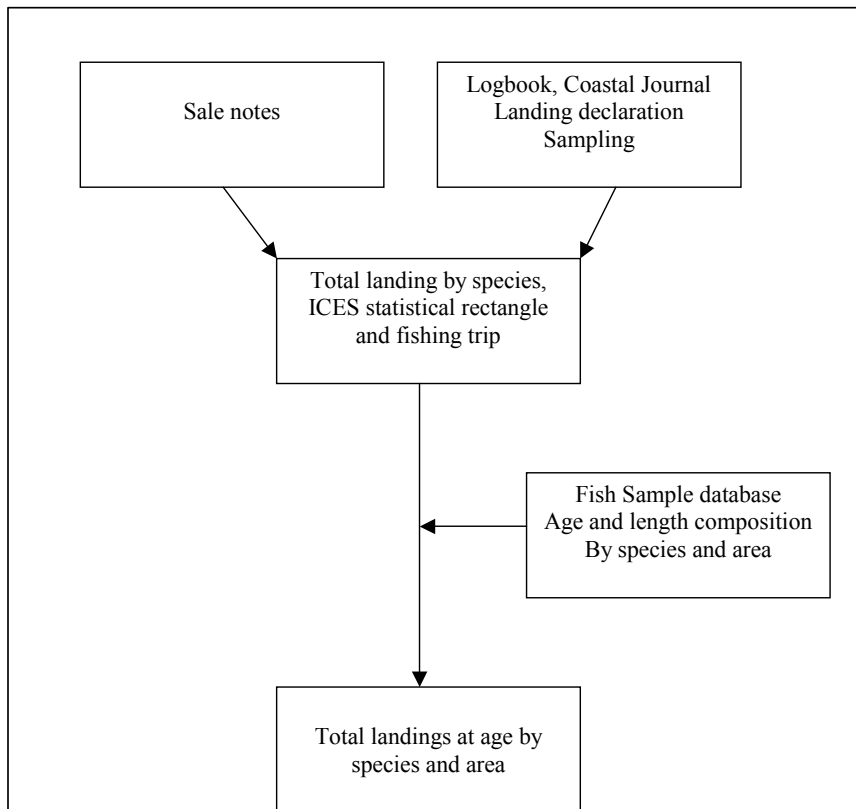 Sale notes
Logbook, Coastal Journal
Landing declaration
Sampling
Total landing by species,
ICES statistical rectangle
and fishing trip
Fish Sample database
Age and length composition
By species and area
Total landings at age by
species and area